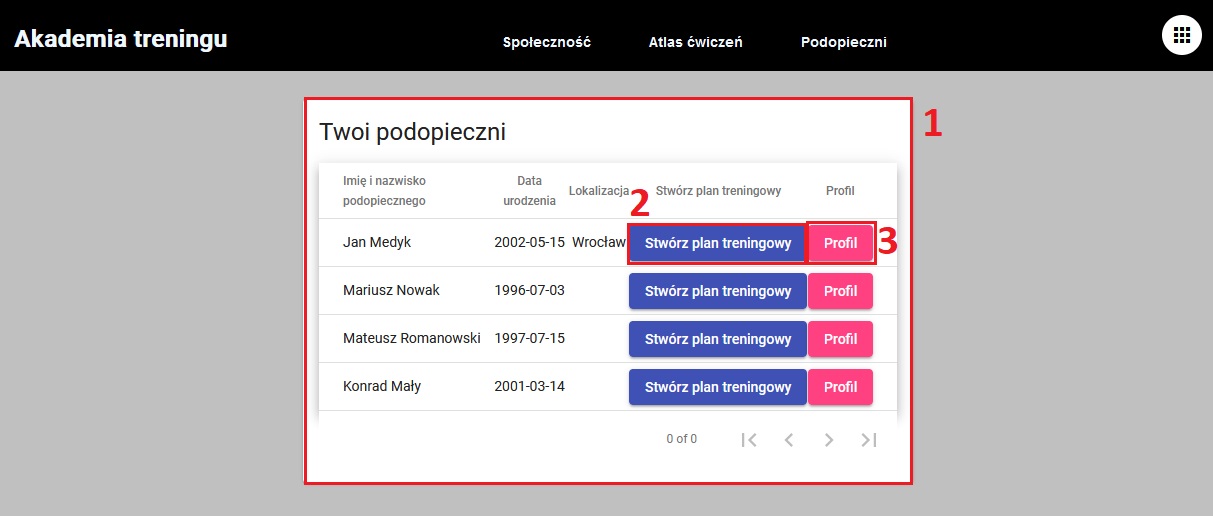 Akademia treningu Społeczność Atlas ćwiczeń Podopieczni
1
Twoi podopieczni
Imię i nazwisko podopiecznego Data urodzenia Lokalizacja Stwórz plan treningowy Profil
2
Jan Medyk 2002-05-15 Wrocław Stwórz plan treningowy Profil
3
Mariusz Nowak 1996-07-03 Stwórz plan treningowy Profil
Mateusz Romanowski 1997-07-15 Stwórz plan treningowy Profil
Konrad Mały 2001-03-14 Stwórz plan treningowy Profil
0 of 0